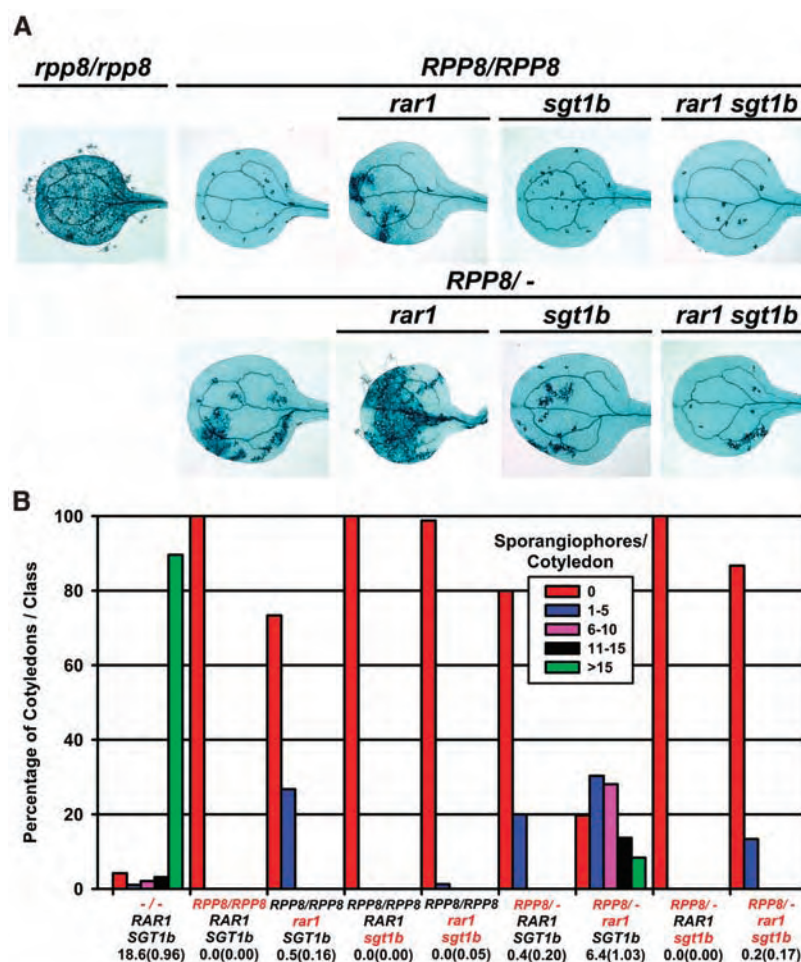 A
rpp8/rpp8 RPP8/RPP8
rar1 sgt1b rar1 sgt1b
RPP8/ -
rar1 sgt1b rar1 sgt1b
B
Percentage of Cotyledons / Class
100
80
60
40
20
0
Sporangiophores/
Cotyledon
0
1-5
6-10
11-15
>15
- / - RPP8/RPP8 RPP8/RPP8 RPP8/RPP8 RPP8/RPP8 RPP8/ - RPP8/ - RPP8/ - RPP8/ -
RAR1 RAR1 rar1 RAR1 rar1 RAR1 rar1 RAR1 rar1
SGT1b SGT1b SGT1b sgt1b sgt1b SGT1b SGT1b sgt1b sgt1b
18.6(0.96) 0.0(0.00) 0.5(0.16) 0.0(0.00) 0.0(0.05) 0.4(0.20) 6.4(1.03) 0.0(0.00) 0.2(0.17)